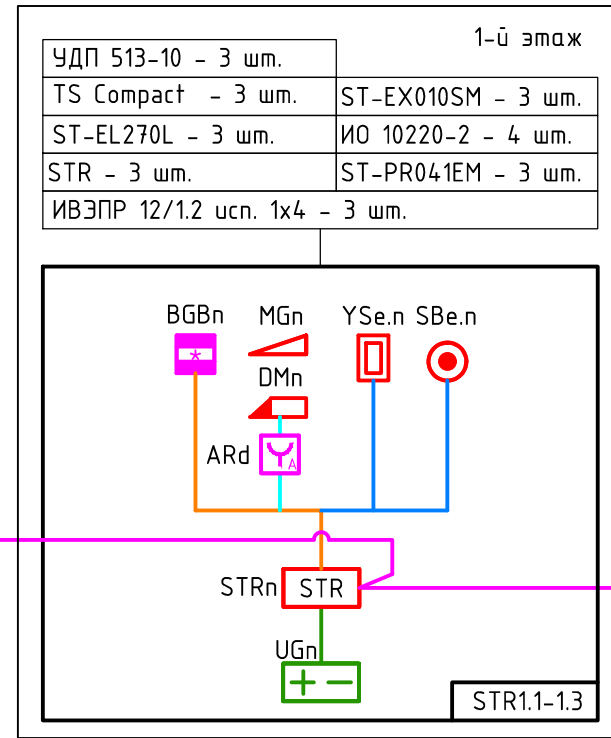 1-й этаж
УДП 513-10 - 3 шт.
TS Compact - 3 шт.
ST-EX010SM - 3 шт.
ST-EL270L - 3 шт.
ИО 10220-2 - 4 шт.
STR - 3 шт.
ST-PR041EM - 3 шт.
ИВЭПР 12/1.2 исп. 1x4 - 3 шт.
BGBn
MGn
YSe.n
SBe.n
*
DMn
ARd
A
STRn
STR
UGn
+ -
STR1.1-1.3